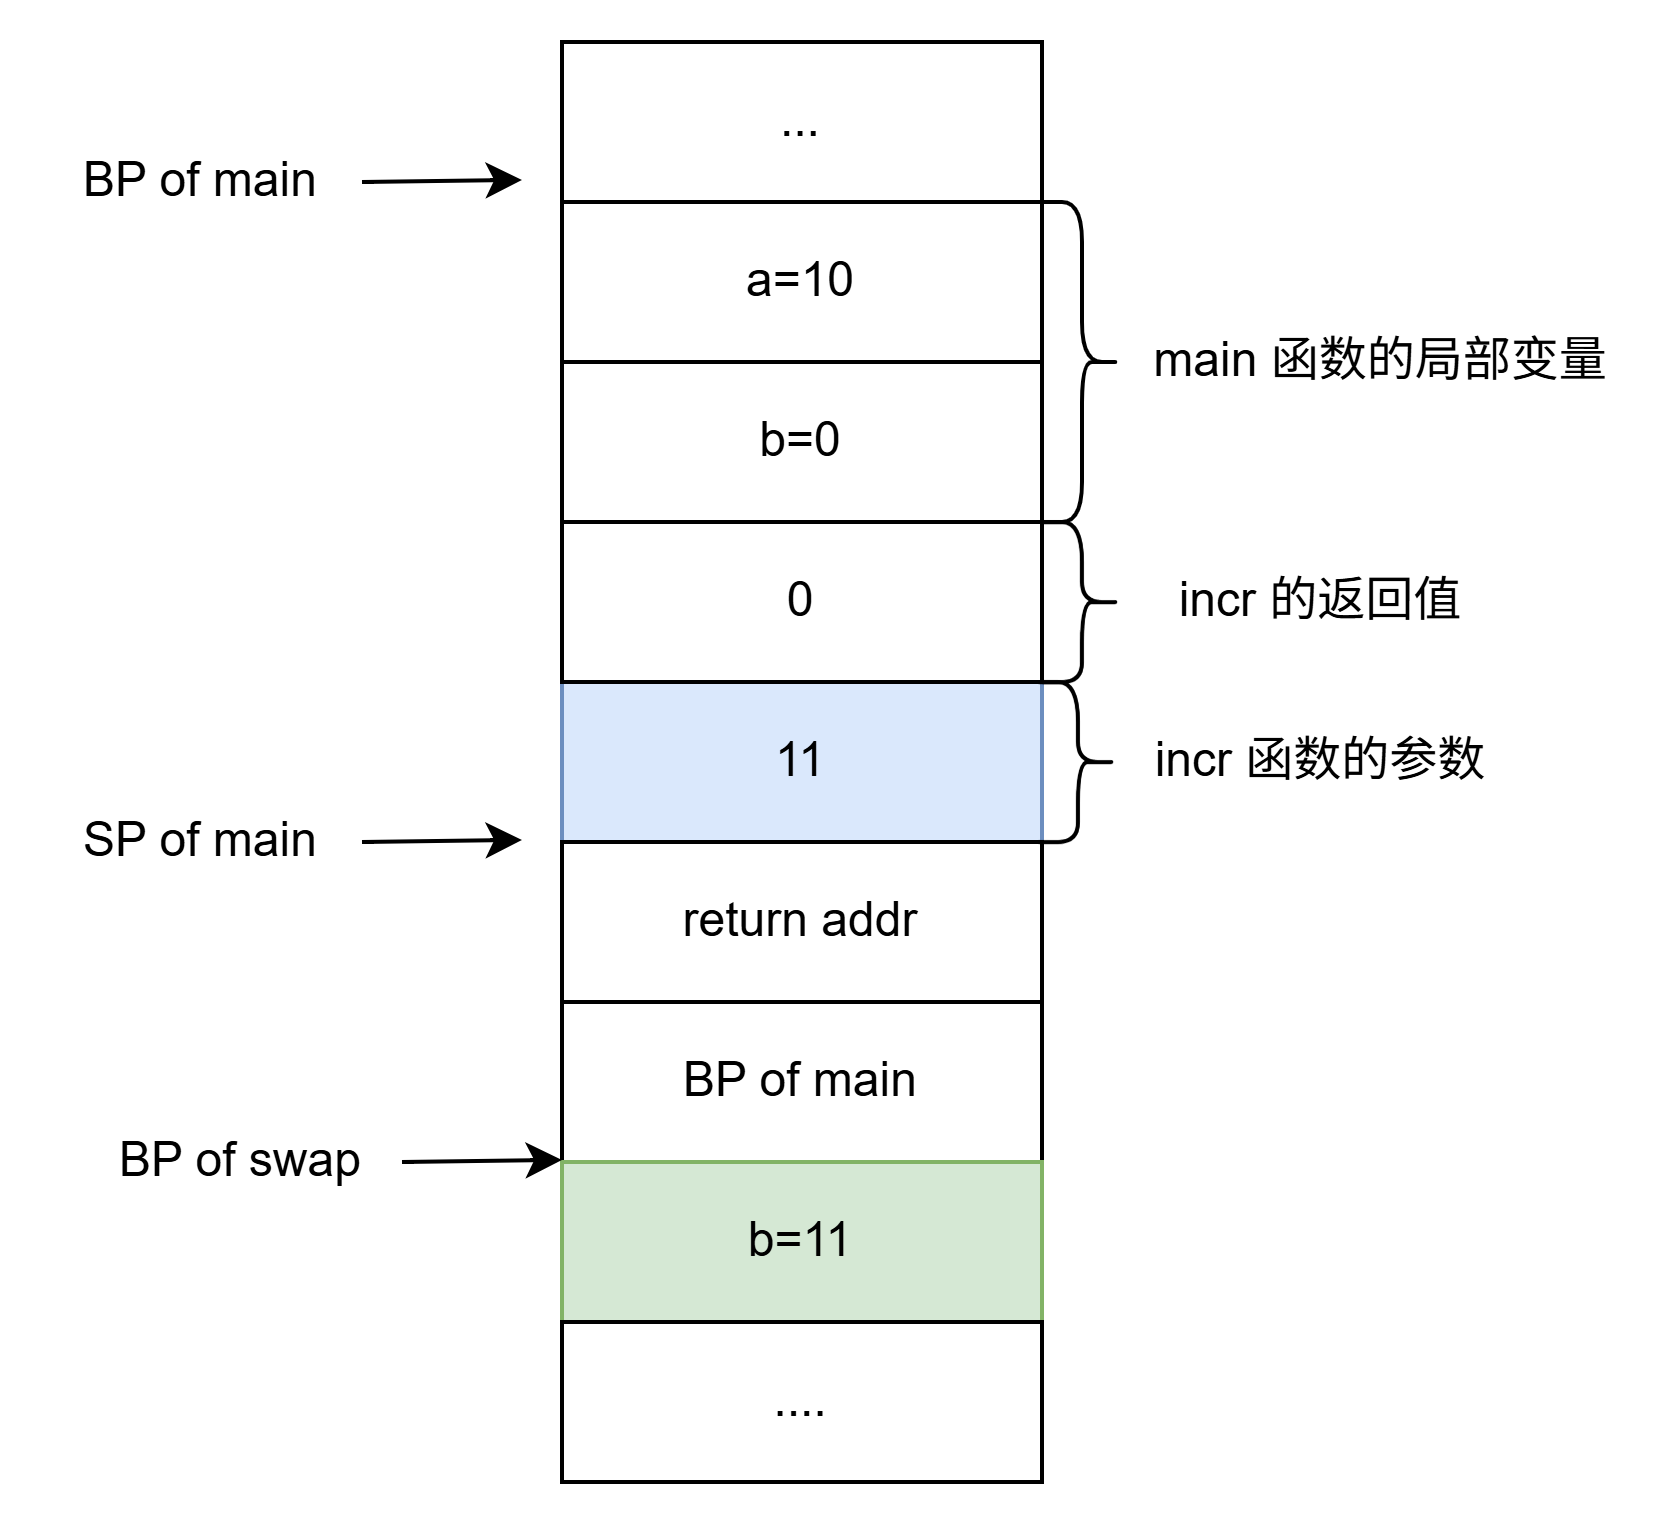 ...
BP of main
a=10
main 函数的局部变量
b=0
0
incr 的返回值
11
incr 函数的参数
SP of main
return addr
BP of main
BP of swap
b=11
....